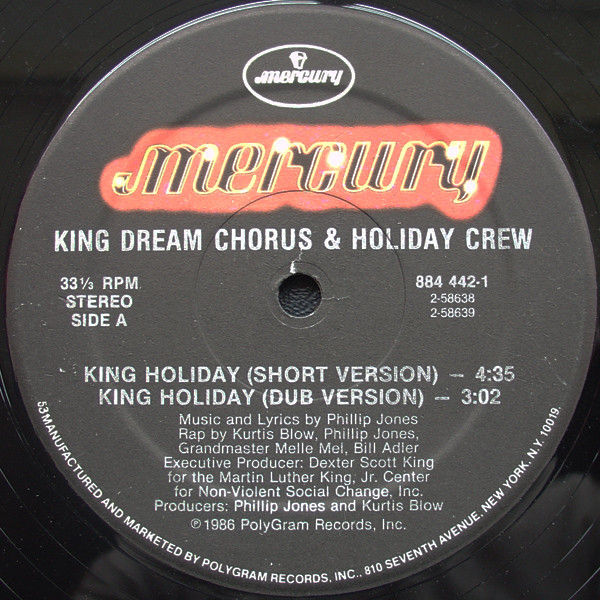 mercury
mercury
KING DREAM CHORUS & HOLIDAY CREW
33⅓ RPM
STEREO
SIDE A
884 442-1
2-58638
2-58639
KING HOLIDAY (SHORT VERSION) — 4:35
KING HOLIDAY (DUB VERSION) — 3:02
Music and Lyrics by Phillip Jones
Rap by Kurtis Blow, Phillip Jones,
Grandmaster Melle Mel, Bill Adler
Executive Producer: Dexter Scott King
for the Martin Luther King, Jr. Center
for Non-Violent Social Change, Inc.
Producers: Phillip Jones and Kurtis Blow
℗1986 PolyGram Records, Inc.
53 MANUFACTURED AND MARKETED BY POLYGRAM RECORDS, INC., 810 SEVENTH AVENUE, NEW YORK, N.Y. 10019.